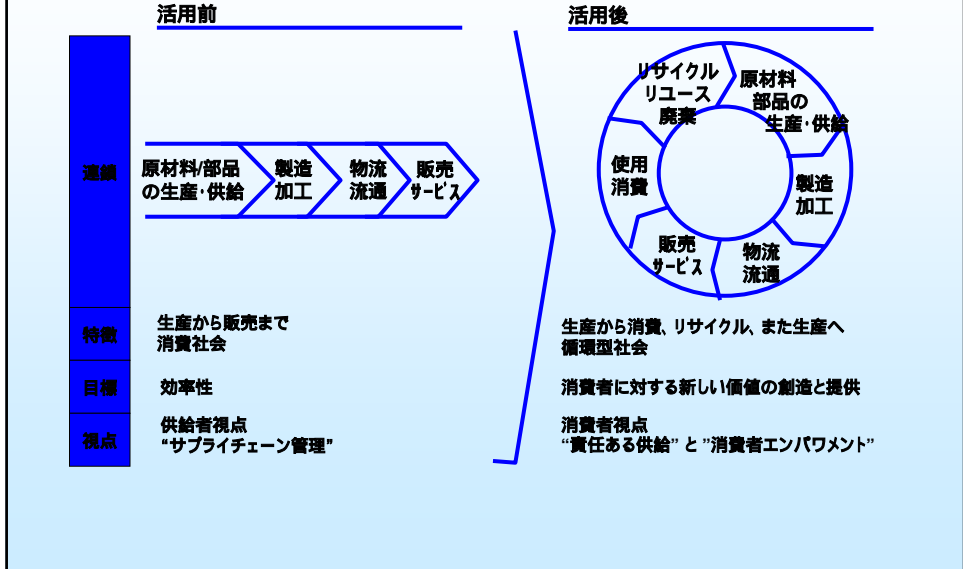 活用前
活用後
連鎖
原材料/部品
の生産・供給
製造
加工
物流
流通
販売
サービス
リサイクル
リユース
廃棄
原材料
部品の
生産・供給
製造
加工
物流
流通
販売
サービス
使用
消費
特徴
生産から販売まで
消費社会
生産から消費、リサイクル、また生産へ
循環型社会
目標
効率性
消費者に対する新しい価値の創造と提供
視点
供給者視点
“サプライチェーン管理”
消費者視点
“責任ある供給” と ”消費者エンパワメント”